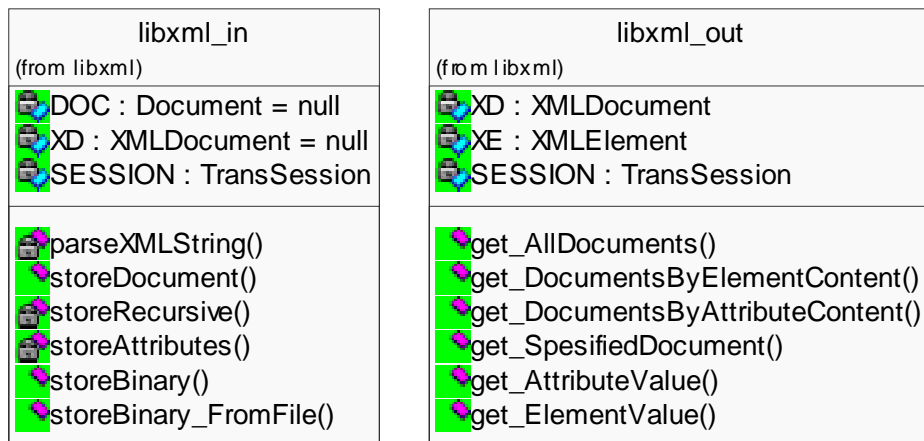 libxml_in
(from libxml)
DOC : Document = null
XD : XMLDocument = null
SESSION : TransSession
parseXMLString()
storeDocument()
storeRecursive()
storeAttributes()
storeBinary()
storeBinary_FromFile()
libxml_out
(from libxml)
XD : XMLDocument
XE : XMLElement
SESSION : TransSession
get_AllDocuments()
get_DocumentsByElementContent()
get_DocumentsByAttributeContent()
get_SpesifiedDocument()
get_AttributeValue()
get_ElementValue()